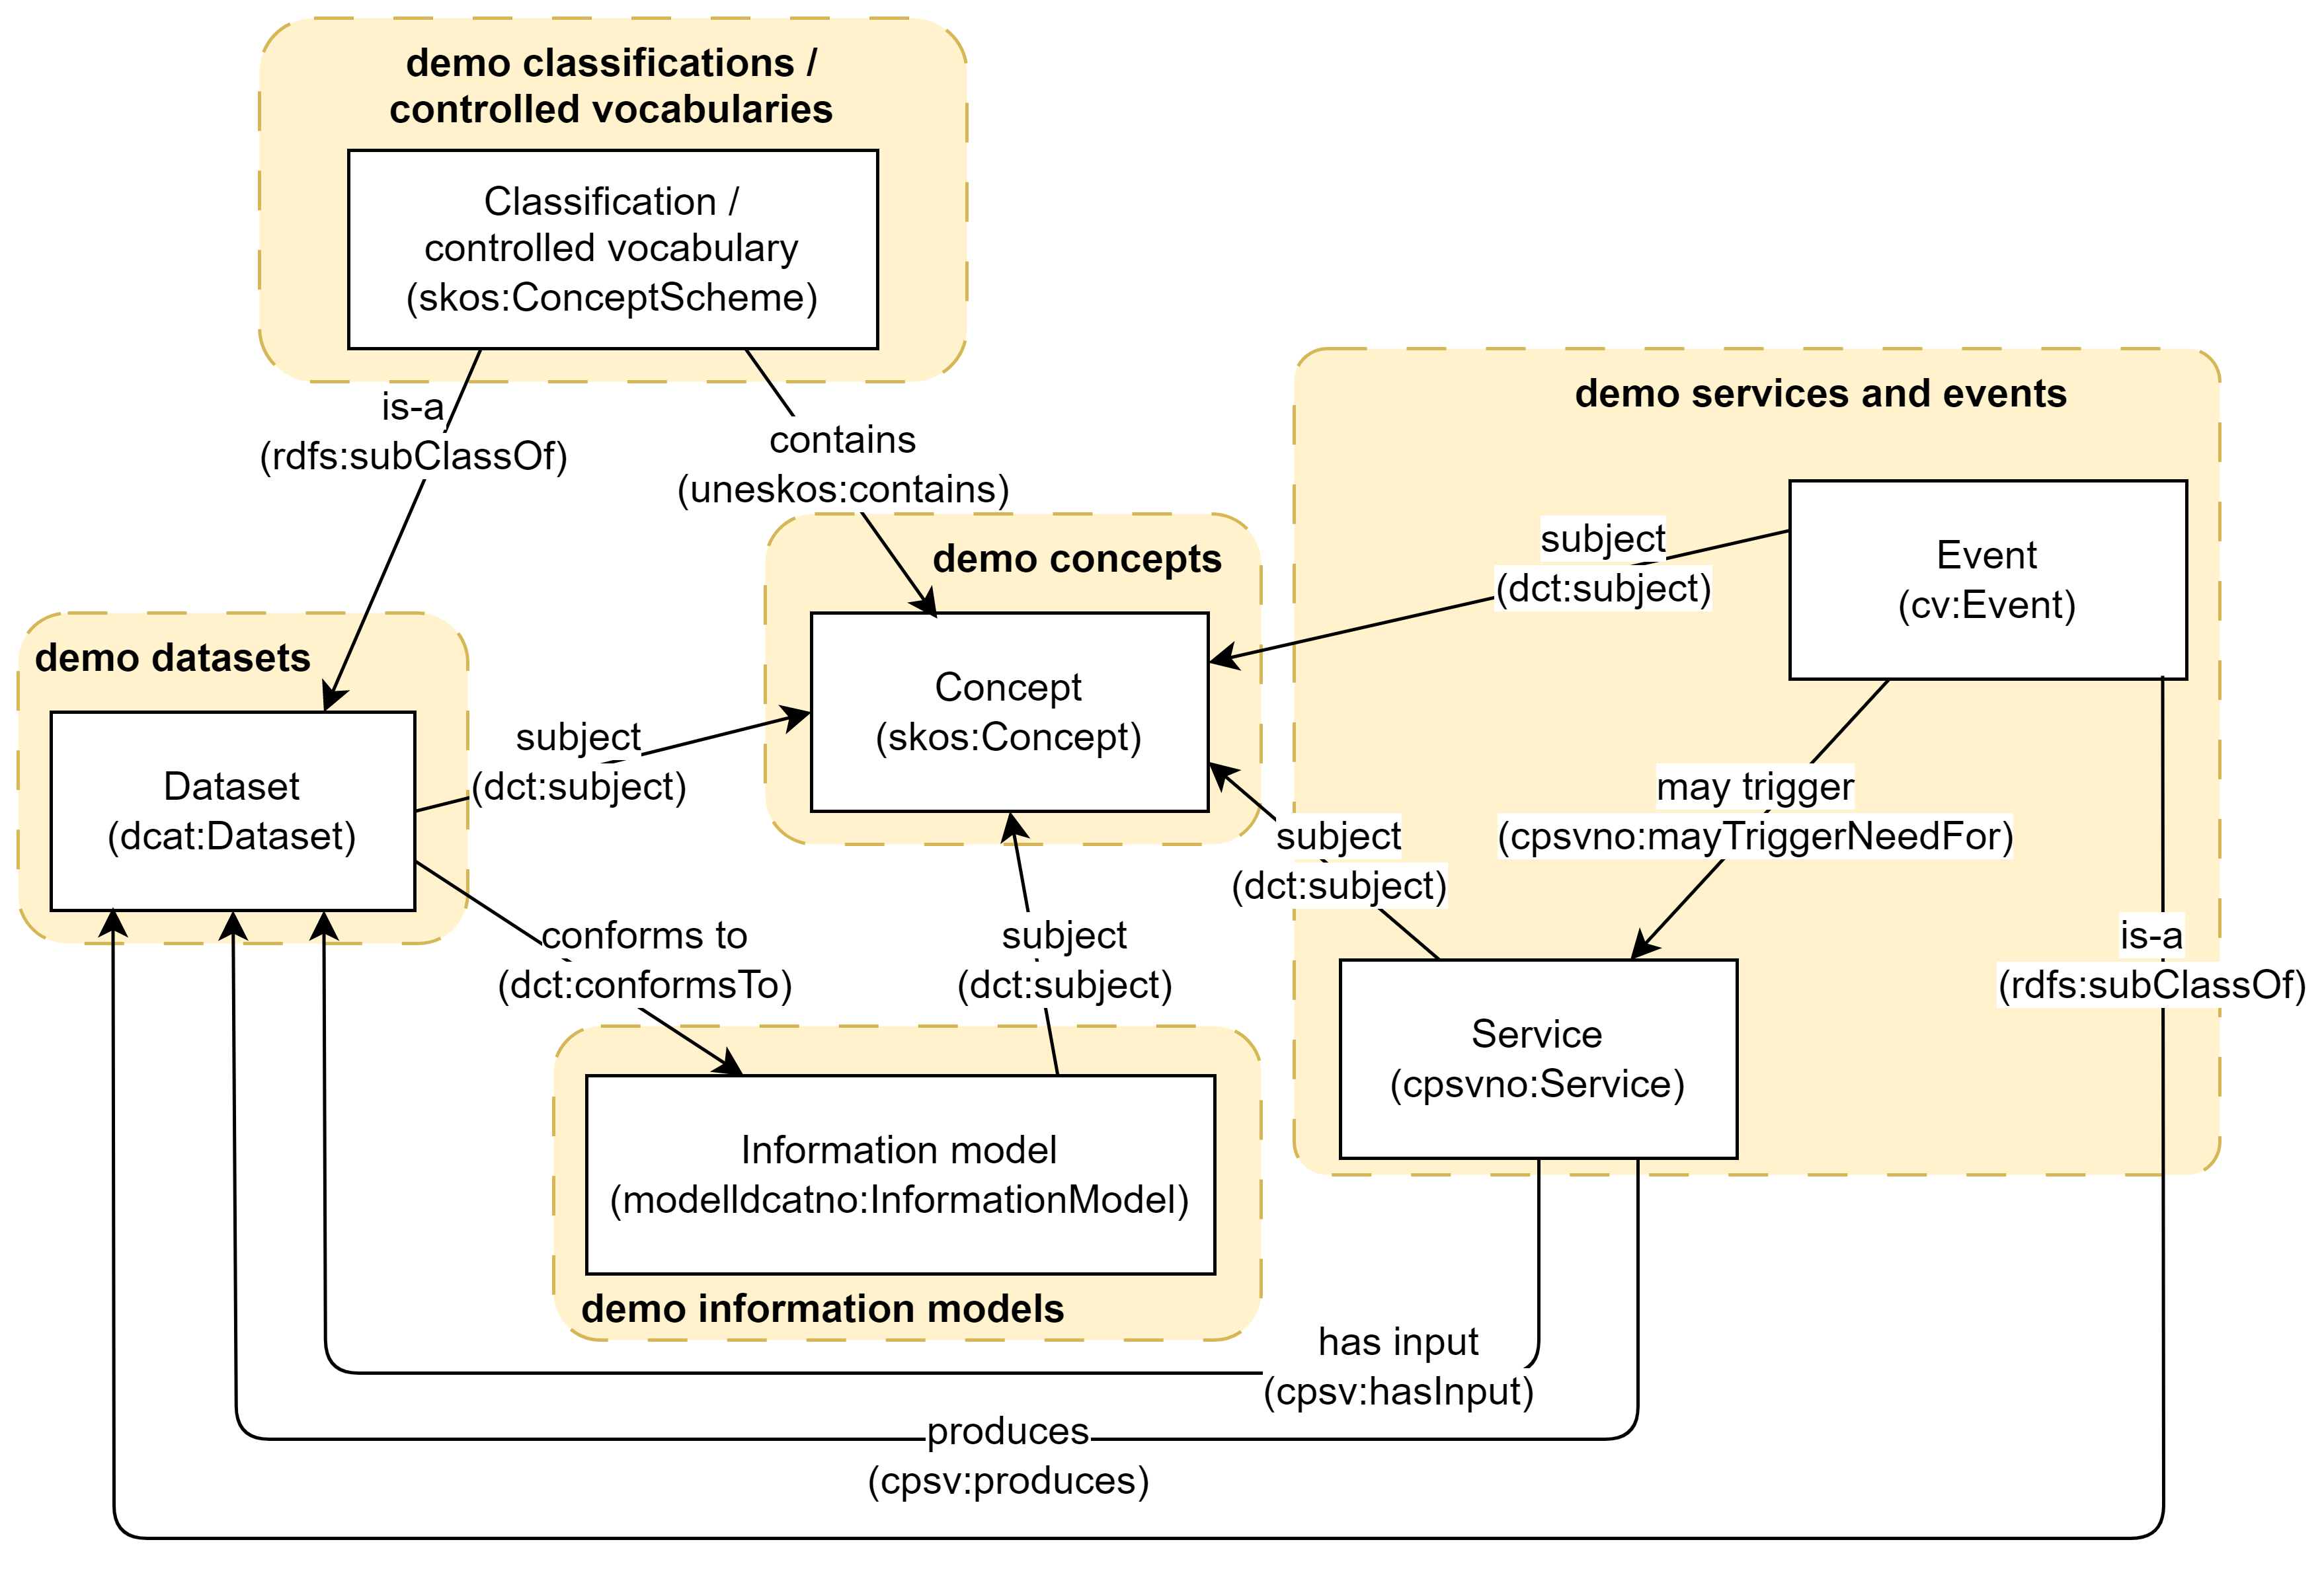 demo classifications /
controlled vocabularies
Classification /
controlled vocabulary
(skos:ConceptScheme)
is-a
(rdfs:subClassOf)
contains
(uneskos:contains)
demo services and events
Event
(cv:Event)
subject
(dct:subject)
demo concepts
Concept
(skos:Concept)
demo datasets
Dataset
(dcat:Dataset)
subject
(dct:subject)
may trigger
(cpsvno:mayTriggerNeedFor)
subject
(dct:subject)
conforms to
(dct:conformsTo)
subject
(dct:subject)
is-a
(rdfs:subClassOf)
Service
(cpsvno:Service)
Information model
(modelldcatno:InformationModel)
demo information models
has input
(cpsv:hasInput)
produces
(cpsv:produces)